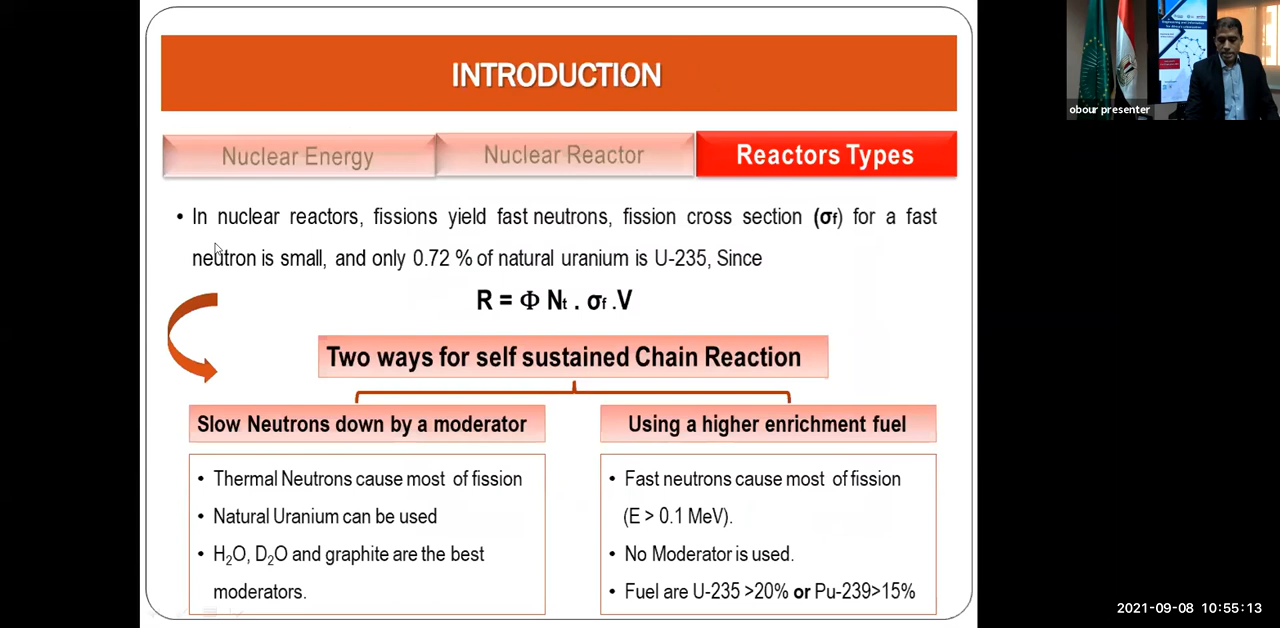 INTRODUCTION
Nuclear Energy
Nuclear Reactor
Reactors Types
• In nuclear reactors, fissions yield fast neutrons, fission cross section (σf) for a fast
neutron is small, and only 0.72 % of natural uranium is U-235, Since
R = Φ Nt . σf .V
Two ways for self sustained Chain Reaction
Slow Neutrons down by a moderator
• Thermal Neutrons cause most of fission
• Natural Uranium can be used
• H2O, D2O and graphite are the best
moderators.
Using a higher enrichment fuel
• Fast neutrons cause most of fission
(E > 0.1 MeV).
• No Moderator is used.
• Fuel are U-235 >20% or Pu-239>15%
obour presenter
2021-09-08 10:55:13